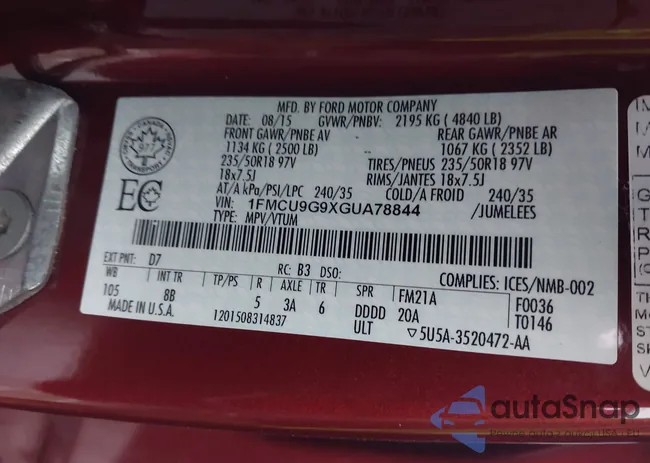 MFD. BY FORD MOTOR COMPANY
DATE: 08/15 GVWR/PNBV: 2195 KG ( 4840 LB)
FRONT GAWR/PNBE AV REAR GAWR/PNBE AR
1134 KG ( 2500 LB) 1067 KG ( 2352 LB)
235/50R18 97V TIRES/PNEUS 235/50R18 97V
18x7.5J RIMS/JANTES 18x7.5J
AT/A kPa/PSI/LPC 240/35 COLD/A FROID 240/35
VIN: 1FMCU9G9XGUA78844 /JUMELEES
TYPE: MPV/VTUM
CANADA
TRANSPORT
EC
EXT PNT: D7 RC: B3 DSO: COMPLIES: ICES/NMB-002
WB INT TR TP/PS R AXLE TR SPR FM21A F0036
105 8B 5 3A 6 DDDD 20A T0146
MADE IN U.S.A. 1201508314837 ULT ▽5U5A-3520472-AA
autaSnap